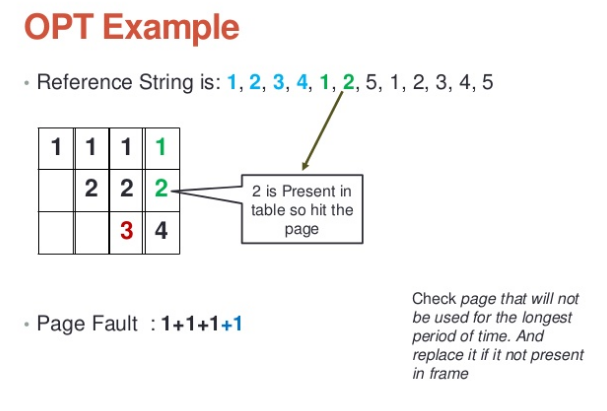 OPT Example
• Reference String is: 1, 2, 3, 4, 1, 2, 5, 1, 2, 3, 4, 5
1 1 1 1
2 2 2
3 4
2 is Present in
table so hit the
page
• Page Fault : 1+1+1+1
Check page that will not
be used for the longest
period of time. And
replace it if it not present
in frame